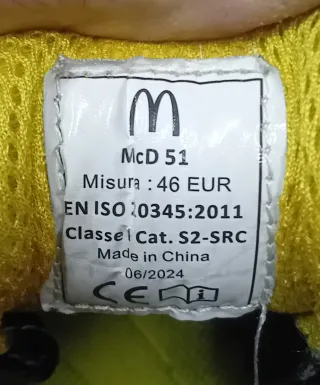 McD 51
Misura : 46 EUR
EN ISO 20345:2011
Classe I Cat. S2-SRC
Made in China
06/2024
CE i